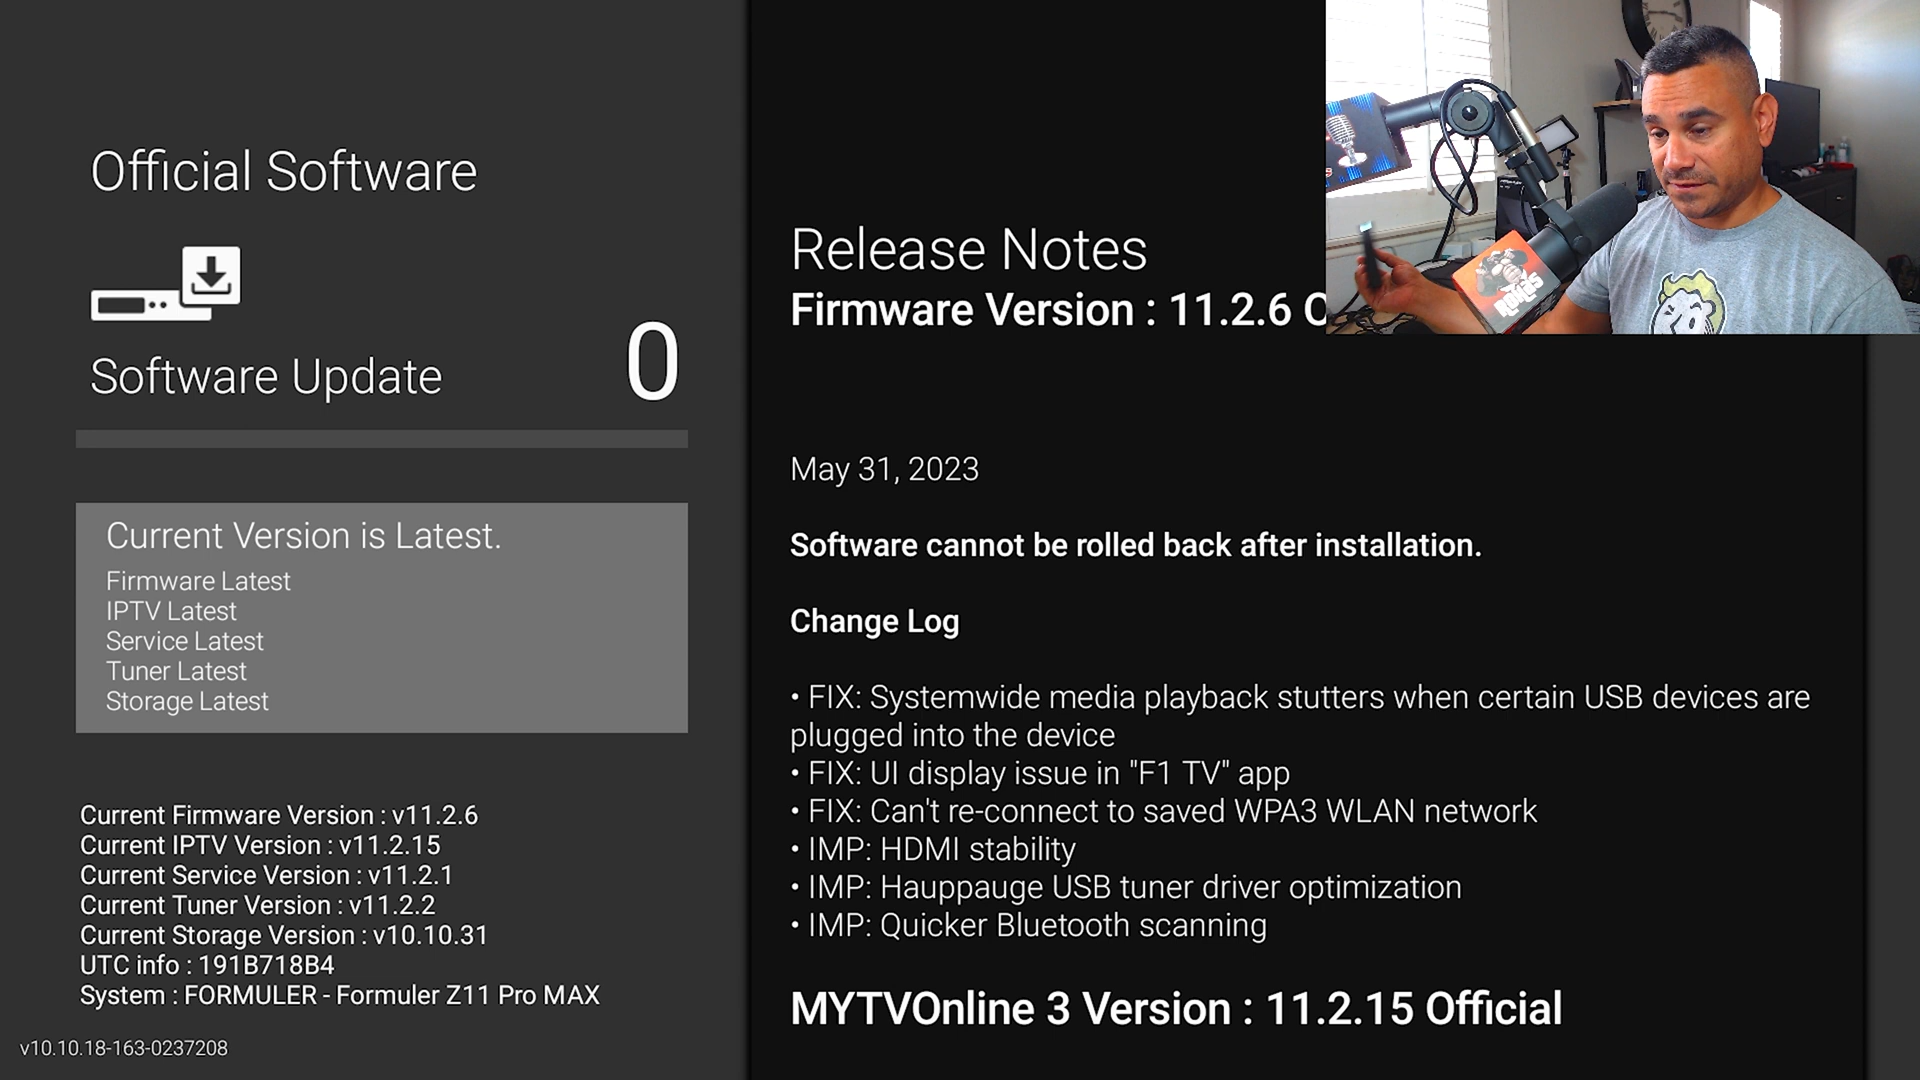 Official Software
Software Update
0
Current Version is Latest.
Firmware Latest
IPTV Latest
Service Latest
Tuner Latest
Storage Latest
Current Firmware Version : v11.2.6
Current IPTV Version : v11.2.15
Current Service Version : v11.2.1
Current Tuner Version : v11.2.2
Current Storage Version : v10.10.31
UTC info : 191B718B4
System : FORMULER - Formuler Z11 Pro MAX
v10.10.18-163-0237208
Release Notes
Firmware Version : 11.2.6 O
May 31, 2023
Software cannot be rolled back after installation.
Change Log
• FIX: Systemwide media playback stutters when certain USB devices are
plugged into the device
• FIX: UI display issue in "F1 TV" app
• FIX: Can't re-connect to saved WPA3 WLAN network
• IMP: HDMI stability
• IMP: Hauppauge USB tuner driver optimization
• IMP: Quicker Bluetooth scanning
MYTVOnline 3 Version : 11.2.15 Official